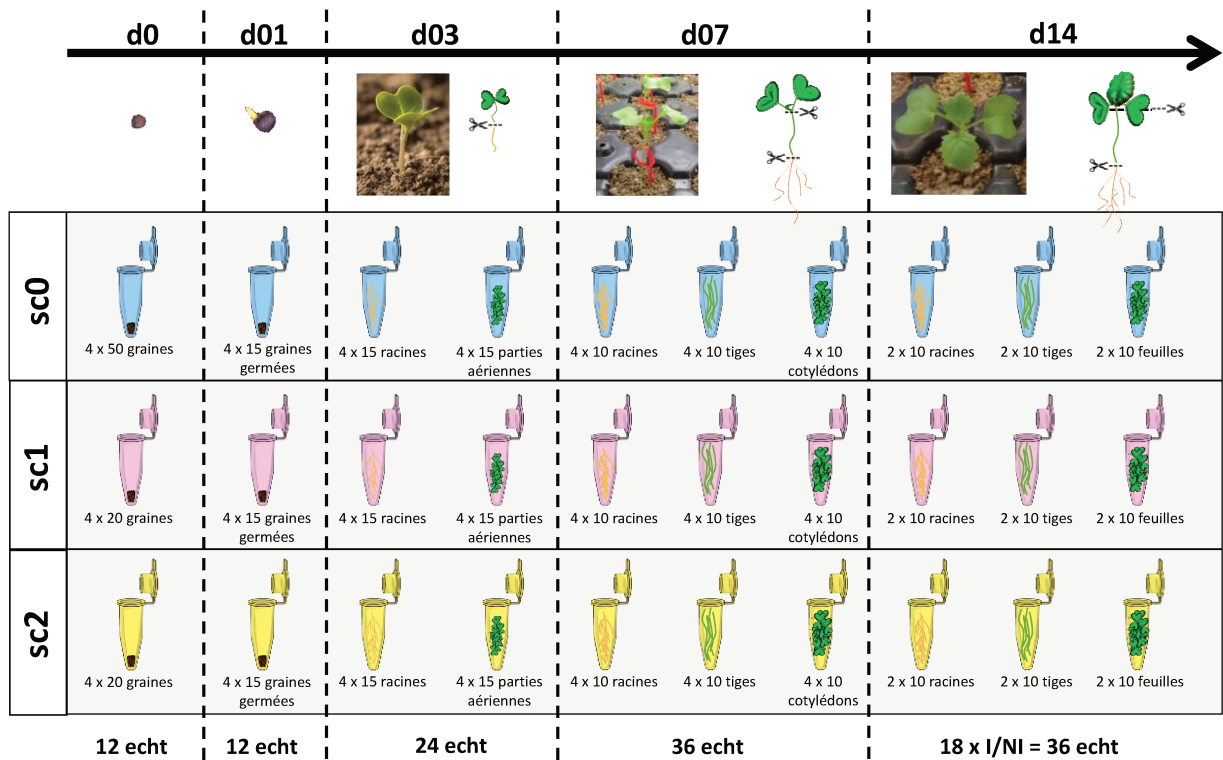 d0 d01 d03 d07 d14
sc0
4 x 50 graines
4 x 15 graines
germées
4 x 15 racines
4 x 15 parties
aériennes
4 x 10 racines
4 x 10 tiges
4 x 10
cotylédons
2 x 10 racines
2 x 10 tiges
2 x 10 feuilles
sc1
4 x 20 graines
4 x 15 graines
germées
4 x 15 racines
4 x 15 parties
aériennes
4 x 10 racines
4 x 10 tiges
4 x 10
cotylédons
2 x 10 racines
2 x 10 tiges
2 x 10 feuilles
sc2
4 x 20 graines
4 x 15 graines
germées
4 x 15 racines
4 x 15 parties
aériennes
4 x 10 racines
4 x 10 tiges
4 x 10
cotylédons
2 x 10 racines
2 x 10 tiges
2 x 10 feuilles
12 echt 12 echt 24 echt 36 echt 18 x I/NI = 36 echt